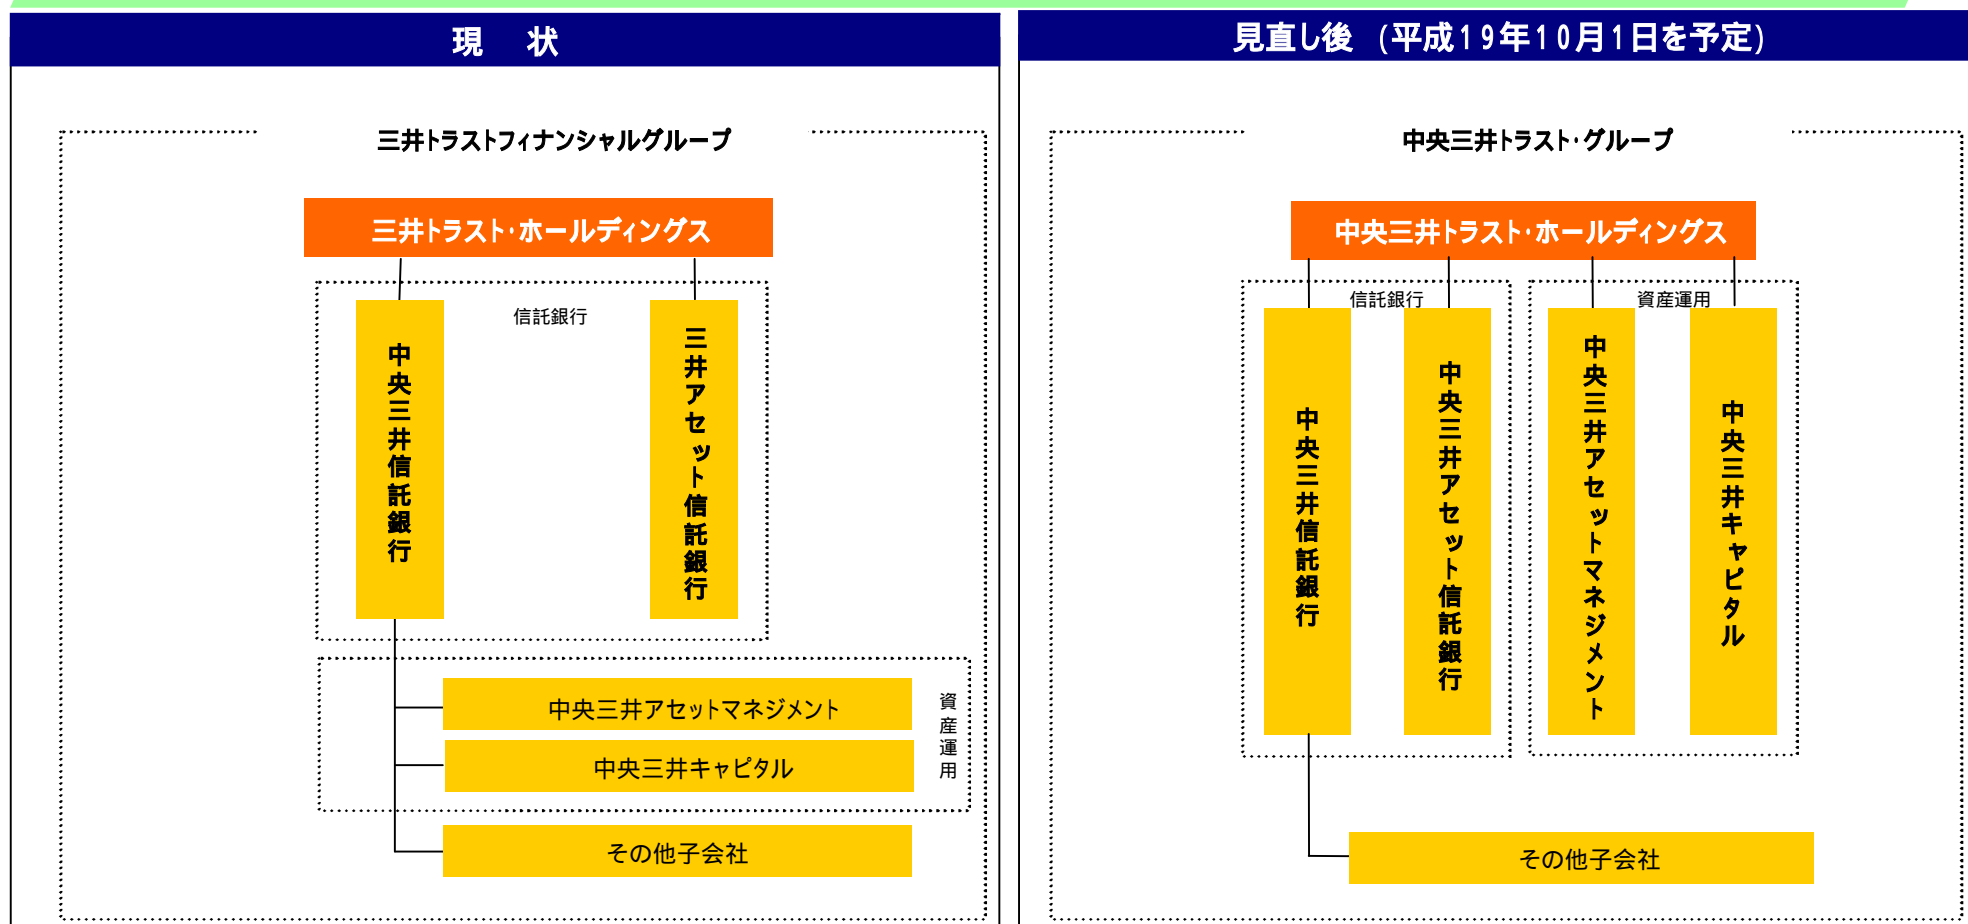 現 状
三井トラストフィナンシャルグループ
三井トラスト・ホールディングス
信託銀行
中央三井信託銀行
三井アセット信託銀行
中央三井アセットマネジメント
中央三井キャピタル
資産運用
その他子会社
見直し後 (平成19年10月1日を予定)
中央三井トラスト・グループ
中央三井トラスト・ホールディングス
信託銀行
資産運用
中央三井信託銀行
中央三井アセット信託銀行
中央三井アセットマネジメント
中央三井キャピタル
その他子会社